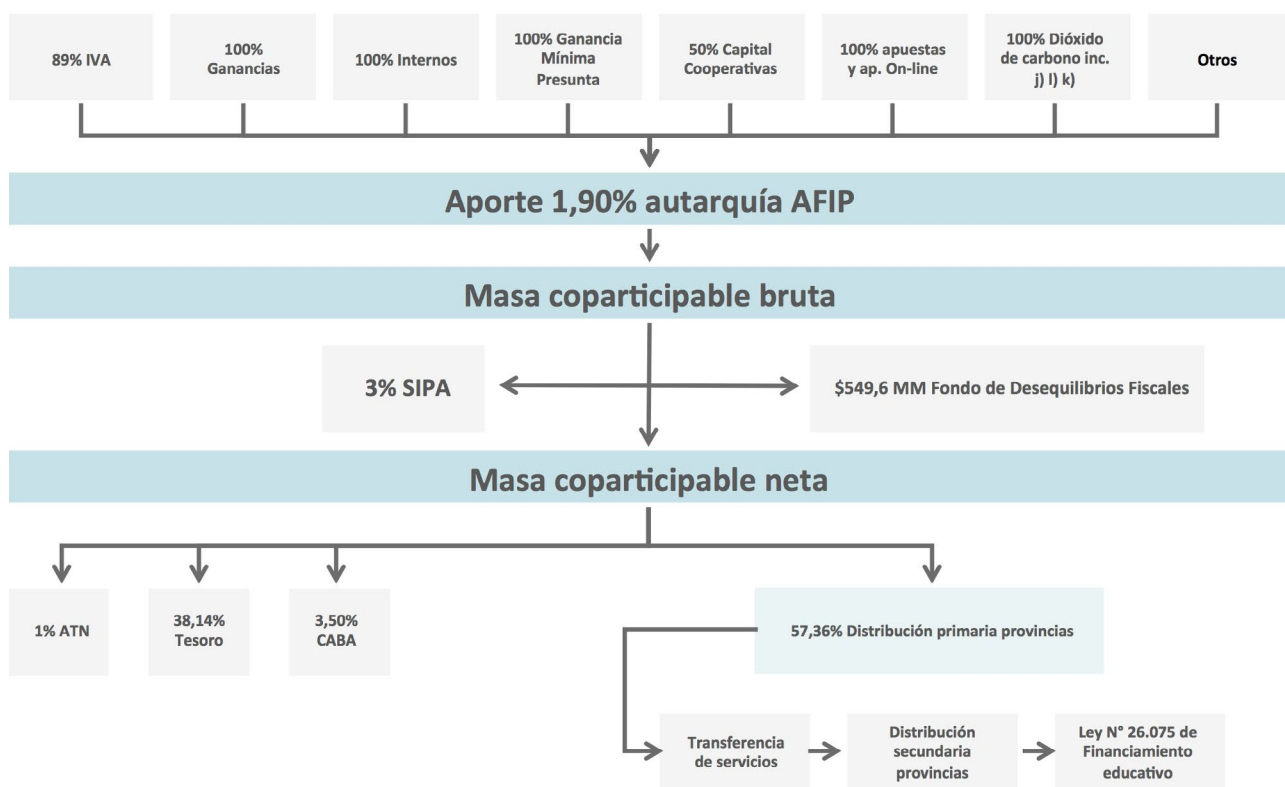 89% IVA
100%
Ganancias
100% Internos
100% Ganancia
Mínima
Presunta
50% Capital
Cooperativas
100% apuestas
y ap. On-line
100% Dióxido
de carbono inc.
j) l) k)
Otros
Aporte 1,90% autarquía AFIP
Masa coparticipable bruta
3% SIPA
$549,6 MM Fondo de Desequilibrios Fiscales
Masa coparticipable neta
1% ATN
38,14%
Tesoro
3,50%
CABA
57,36% Distribución primaria provincias
Transferencia
de servicios
Distribución
secundaria
provincias
Ley N° 26.075 de
Financiamiento
educativo